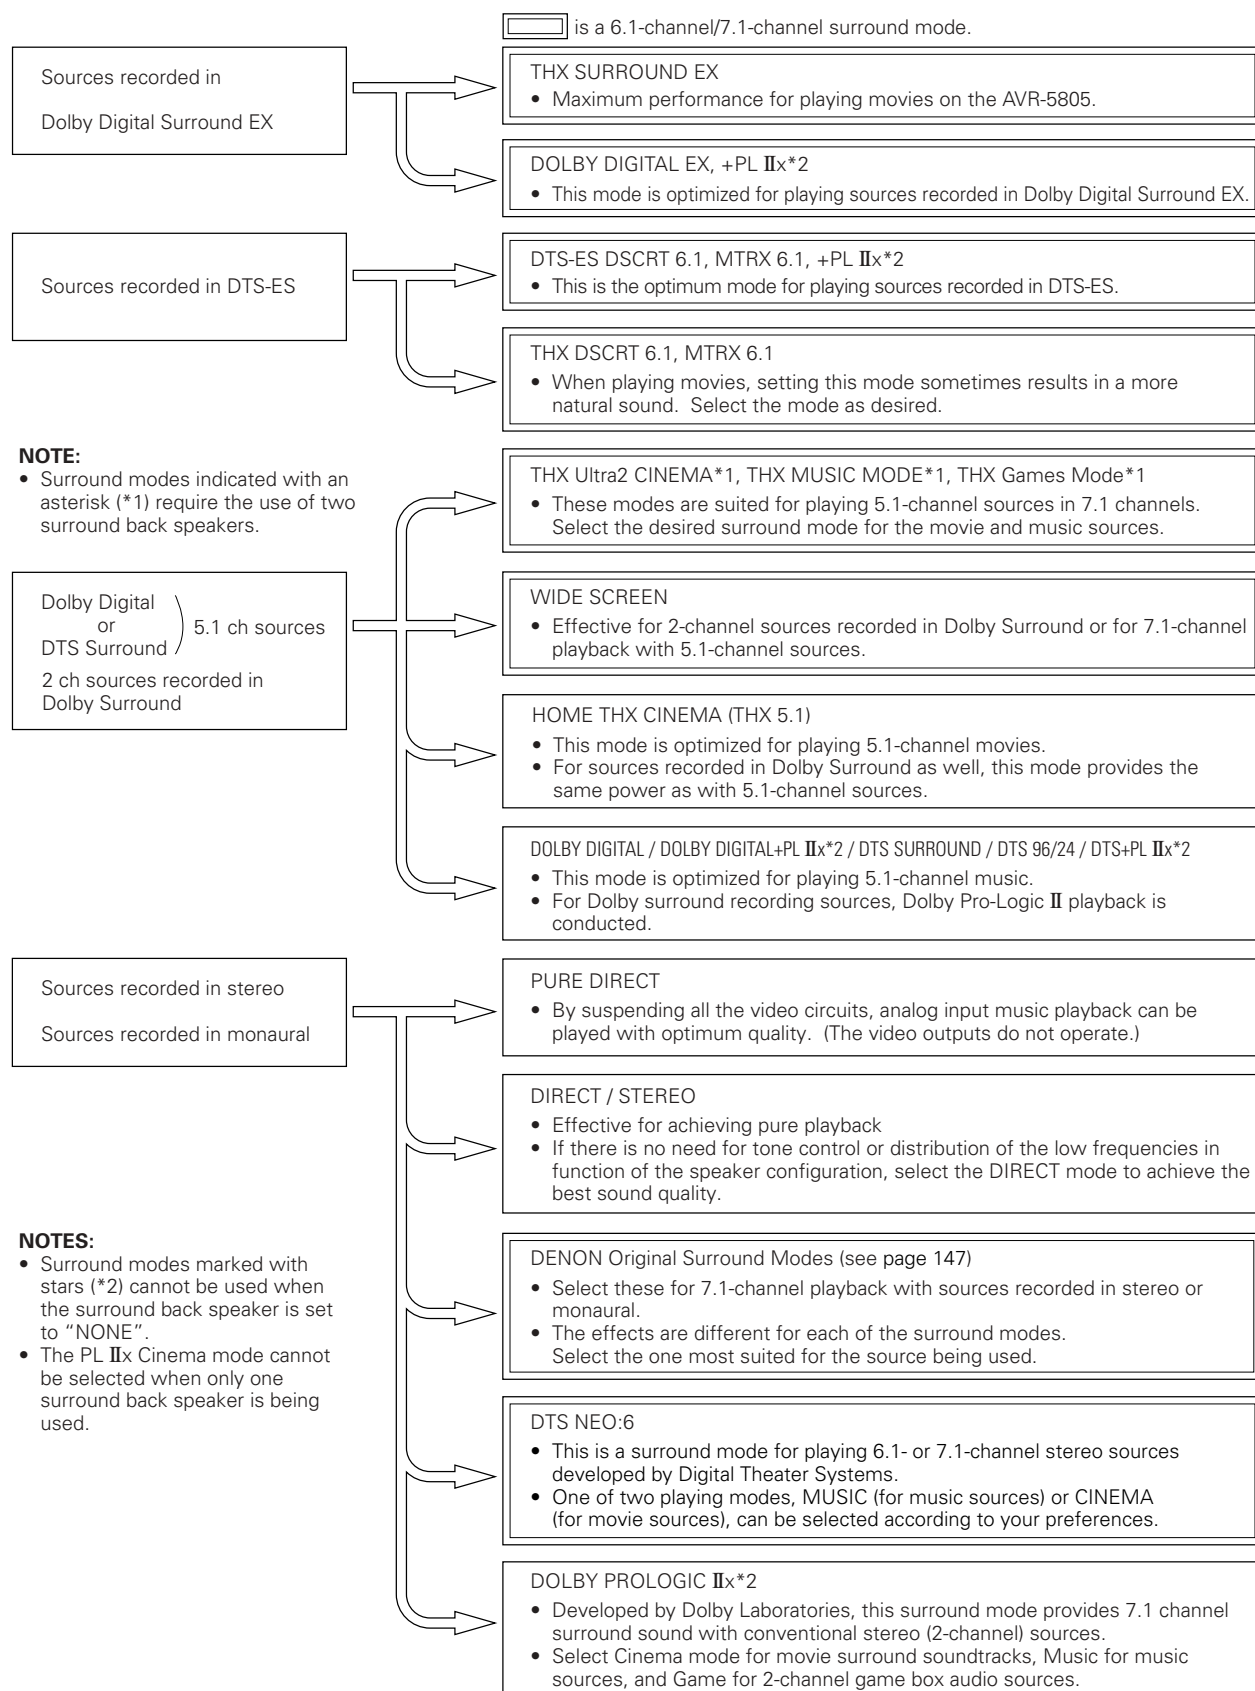 is a 6.1-channel/7.1-channel surround mode.
Sources recorded in
Dolby Digital Surround EX
THX SURROUND EX
• Maximum performance for playing movies on the AVR-5805.
DOLBY DIGITAL EX, +PL IIx*2
• This mode is optimized for playing sources recorded in Dolby Digital Surround EX.
Sources recorded in DTS-ES
DTS-ES DSCRT 6.1, MTRX 6.1, +PL IIx*2
• This is the optimum mode for playing sources recorded in DTS-ES.
THX DSCRT 6.1, MTRX 6.1
• When playing movies, setting this mode sometimes results in a more
natural sound. Select the mode as desired.
NOTE:
• Surround modes indicated with an
asterisk (*1) require the use of two
surround back speakers.
Dolby Digital
or
DTS Surround
5.1 ch sources
2 ch sources recorded in
Dolby Surround
THX Ultra2 CINEMA*1, THX MUSIC MODE*1, THX Games Mode*1
• These modes are suited for playing 5.1-channel sources in 7.1 channels.
Select the desired surround mode for the movie and music sources.
WIDE SCREEN
• Effective for 2-channel sources recorded in Dolby Surround or for 7.1-channel
playback with 5.1-channel sources.
HOME THX CINEMA (THX 5.1)
• This mode is optimized for playing 5.1-channel movies.
• For sources recorded in Dolby Surround as well, this mode provides the
same power as with 5.1-channel sources.
DOLBY DIGITAL / DOLBY DIGITAL+PL IIx*2 / DTS SURROUND / DTS 96/24 / DTS+PL IIx*2
• This mode is optimized for playing 5.1-channel music.
• For Dolby surround recording sources, Dolby Pro-Logic II playback is
conducted.
Sources recorded in stereo
Sources recorded in monaural
PURE DIRECT
• By suspending all the video circuits, analog input music playback can be
played with optimum quality. (The video outputs do not operate.)
DIRECT / STEREO
• Effective for achieving pure playback
• If there is no need for tone control or distribution of the low frequencies in
function of the speaker configuration, select the DIRECT mode to achieve the
best sound quality.
NOTES:
• Surround modes marked with
stars (*2) cannot be used when
the surround back speaker is set
to “NONE”.
• The PL IIx Cinema mode cannot
be selected when only one
surround back speaker is being
used.
DENON Original Surround Modes (see page 147)
• Select these for 7.1-channel playback with sources recorded in stereo or
monaural.
• The effects are different for each of the surround modes.
Select the one most suited for the source being used.
DTS NEO:6
• This is a surround mode for playing 6.1- or 7.1-channel stereo sources
developed by Digital Theater Systems.
• One of two playing modes, MUSIC (for music sources) or CINEMA
(for movie sources), can be selected according to your preferences.
DOLBY PROLOGIC IIx*2
• Developed by Dolby Laboratories, this surround mode provides 7.1 channel
surround sound with conventional stereo (2-channel) sources.
• Select Cinema mode for movie surround soundtracks, Music for music
sources, and Game for 2-channel game box audio sources.